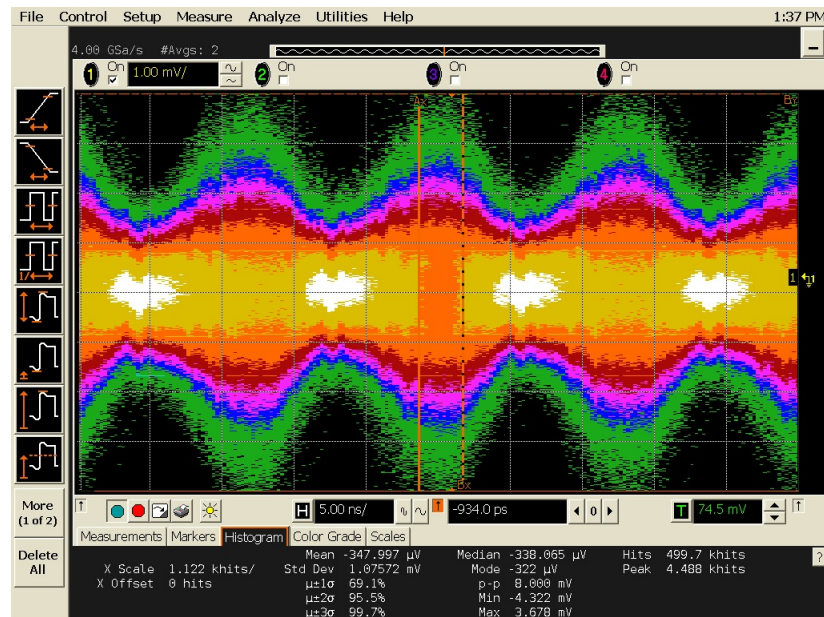 File Control Setup Measure Analyze Utilities Help 1:37 PM
4.00 GSa/s #Avgs: 2
1 On 1.00 mV/ 2 On 3 On 4 On
Ax By
1
1/
Bx
More
(1 of 2)
Delete
All
H 5.00 ns/ -934.0 ps 0 T 74.5 mV
Measurements Markers Histogram Color Grade Scales
?
Mean -347.997 µV Median -338.065 µV Hits 499.7 khits
X Scale 1.122 khits/ Std Dev 1.07572 mV Mode -322 µV Peak 4.488 khits
X Offset 0 hits µ±1σ 69.1% p-p 8.000 mV
µ±2σ 95.5% Min -4.322 mV
µ±3σ 99.7% Max 3.678 mV